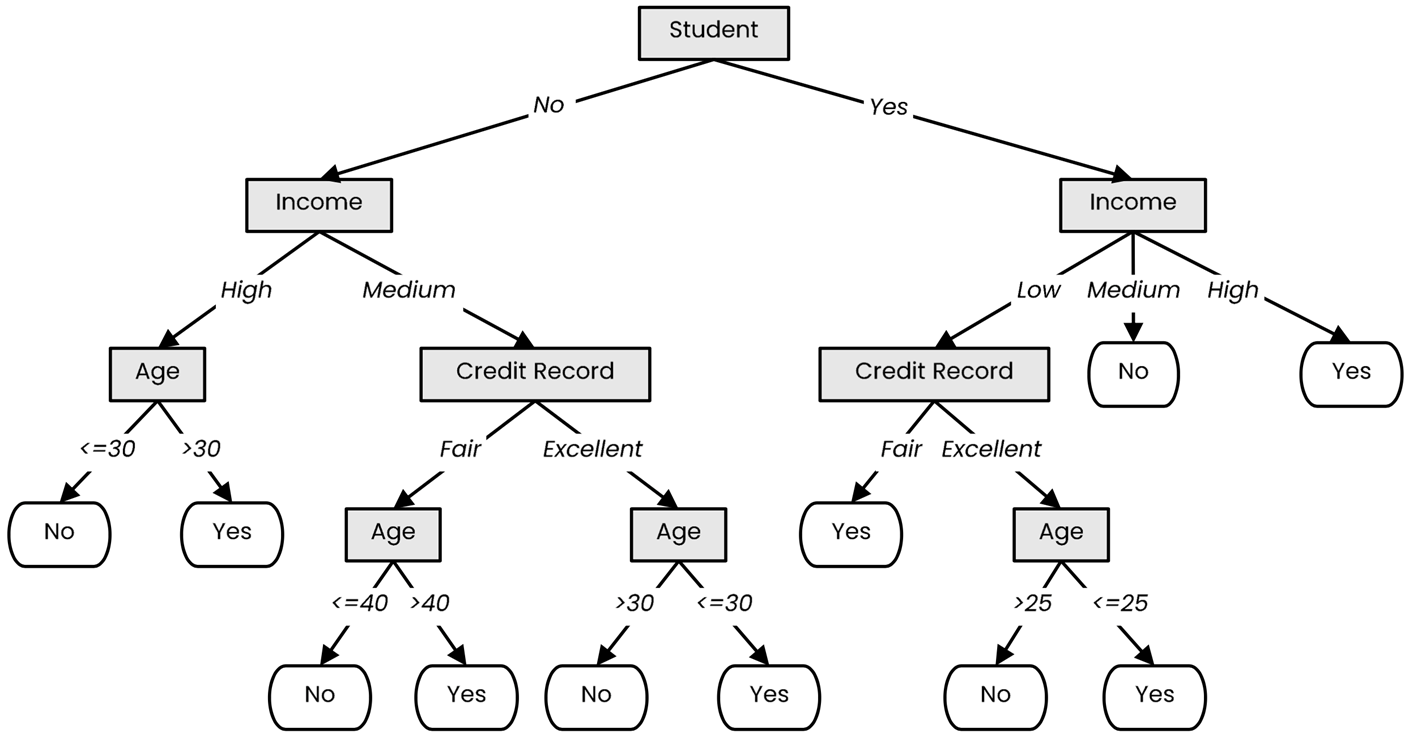 Student
No
Yes
Income
Income
High
Medium
Low
Medium
High
Age
Credit Record
Credit Record
No
Yes
<=30
>30
Fair
Excellent
Fair
Excellent
No
Yes
Age
Age
Yes
Age
<=40
>40
>30
<=30
>25
<=25
No
Yes
No
Yes
No
Yes